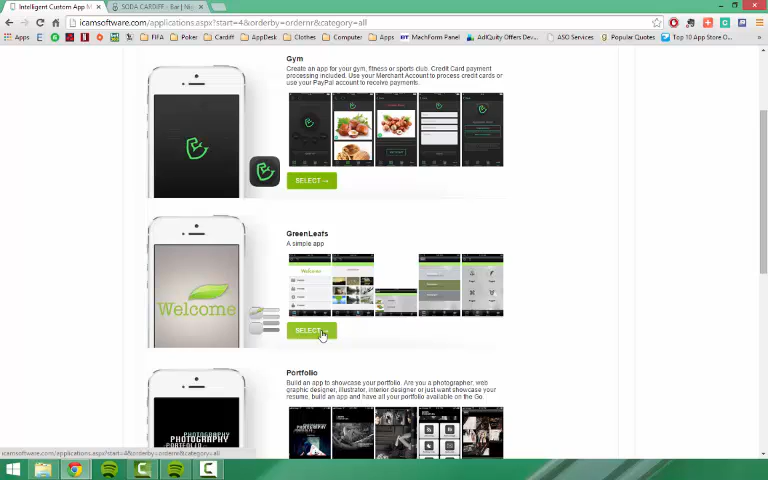 Intelligent Custom App M
SODA CARDIFF - Bar | Nig
icamsoftware.com/applications.aspx?start=4&orderby=ordernr&category=all
Apps
FIFA
Poker
Cardiff
AppDesk
Clothes
Computer
Apps
MachForm Panel
AdKQuity Offers Devel
ASO Services
Popular Quotes
Top 10 App Store O...
Gym
Create an app for your gym, fitness or sports club. Credit Card payment
processing included. Use your Merchant Account to process credit cards or
use your PayPal account to receive payments.
SELECT→
GreenLeafs
A simple app
Welcome
Welcome
SELECT→
Portfolio
Build an app to showcase your portfolio. Are you a photographer, web
graphic designer, illustrator, interior designer or just want showcase your
resume, build an app and have all your portfolio available on the Go.
PHOTOGRAPHY
PHOTOGRAPHY
PORTFOLIO
icamsoftware.com/applications.aspx?start=4&orderby=ordernr&category=all